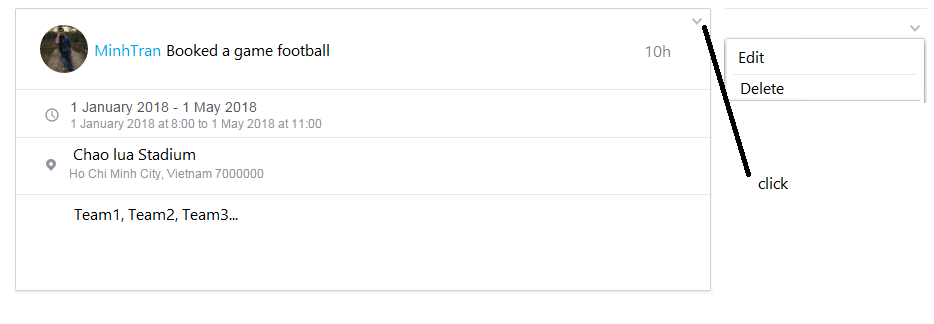 MinhTran Booked a game football 10h
1 January 2018 - 1 May 2018
1 January 2018 at 8:00 to 1 May 2018 at 11:00
Chao lua Stadium
Ho Chi Minh City, Vietnam 7000000
Team1, Team2, Team3...
Edit
Delete
click